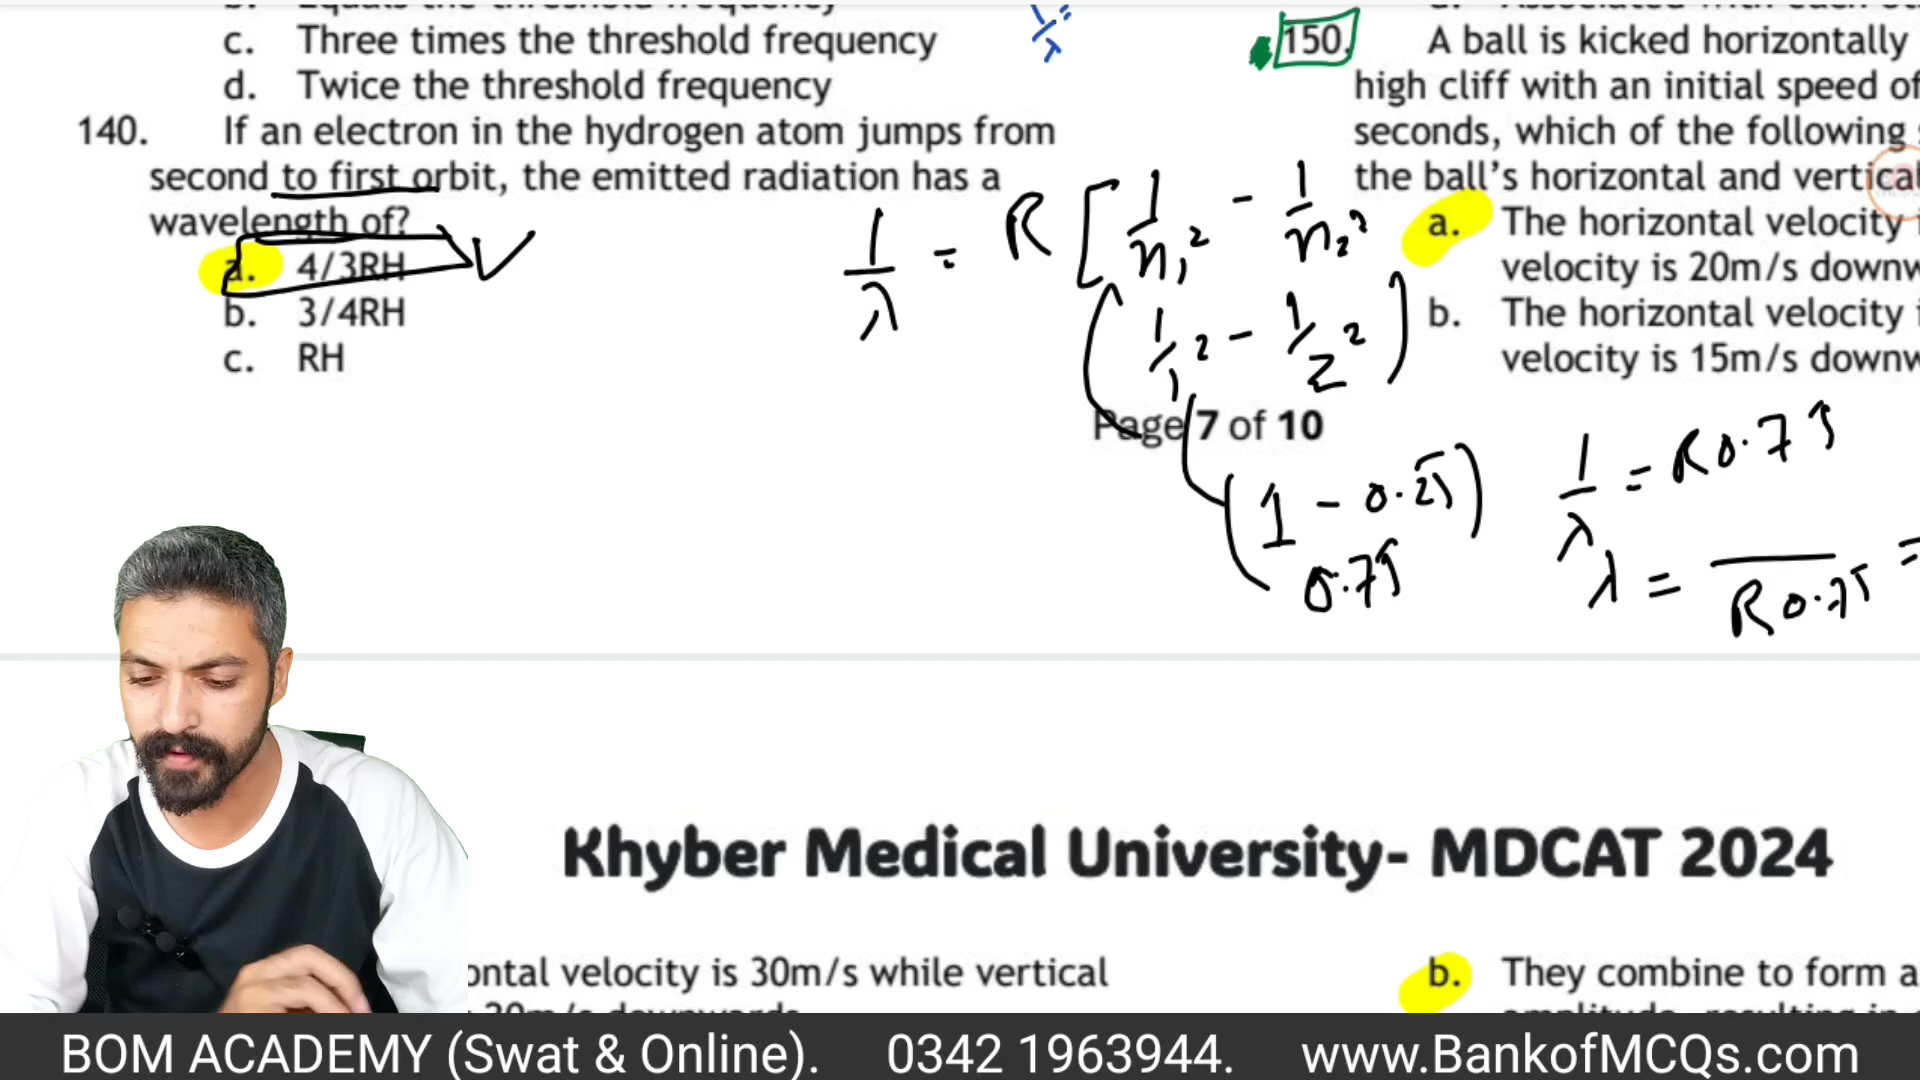 c. Three times the threshold frequency
d. Twice the threshold frequency
140. If an electron in the hydrogen atom jumps from
second to first orbit, the emitted radiation has a
wavelength of?
a. 4/3RH
b. 3/4RH
c. RH
1/λ = R [1/n₁² - 1/n₂²
(1/1² - 1/2²)
(1 - 0.25)
0.75
1/λ = R0.75
λ = R0.75 =
Page 7 of 10
150. A ball is kicked horizontally
high cliff with an initial speed of
seconds, which of the following
the ball's horizontal and vertical
a. The horizontal velocity
velocity is 20m/s downw
b. The horizontal velocity
velocity is 15m/s downw
Khyber Medical University- MDCAT 2024
ontal velocity is 30m/s while vertical
b. They combine to form a
BOM ACADEMY (Swat & Online). 0342 1963944. www.BankofMCQs.com